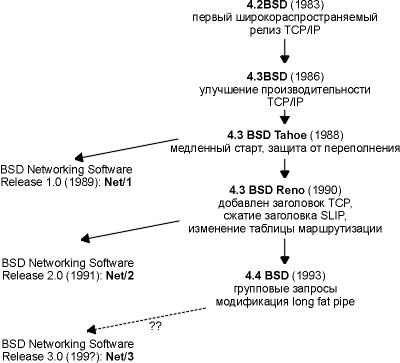 4.2BSD (1983)
первый широкораспространяемый
релиз TCP/IP
4.3BSD (1986)
улучшение производительности
TCP/IP
4.3 BSD Tahoe (1988)
медленный старт, защита от переполнения
BSD Networking Software
Release 1.0 (1989): Net/1
4.3 BSD Reno (1990)
добавлен заголовок TCP,
сжатие заголовка SLIP,
изменение таблицы маршрутизации
BSD Networking Software
Release 2.0 (1991): Net/2
4.4 BSD (1993)
групповые запросы
модификация long fat pipe
??
BSD Networking Software
Release 3.0 (199?): Net/3